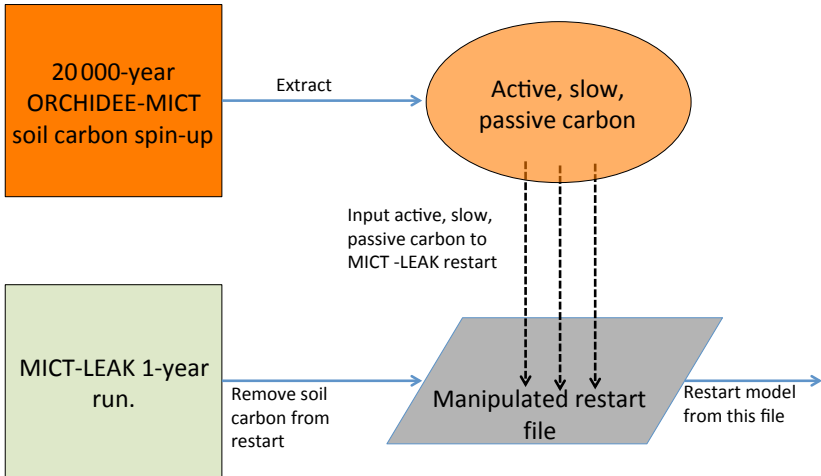 20 000-year
ORCHIDEE-MICT
soil carbon spin-up
Extract
Active, slow,
passive carbon
Input active, slow,
passive carbon to
MICT -LEAK restart
MICT-LEAK 1-year
run.
Remove soil
carbon from
restart
Manipulated restart
file
Restart model
from this file